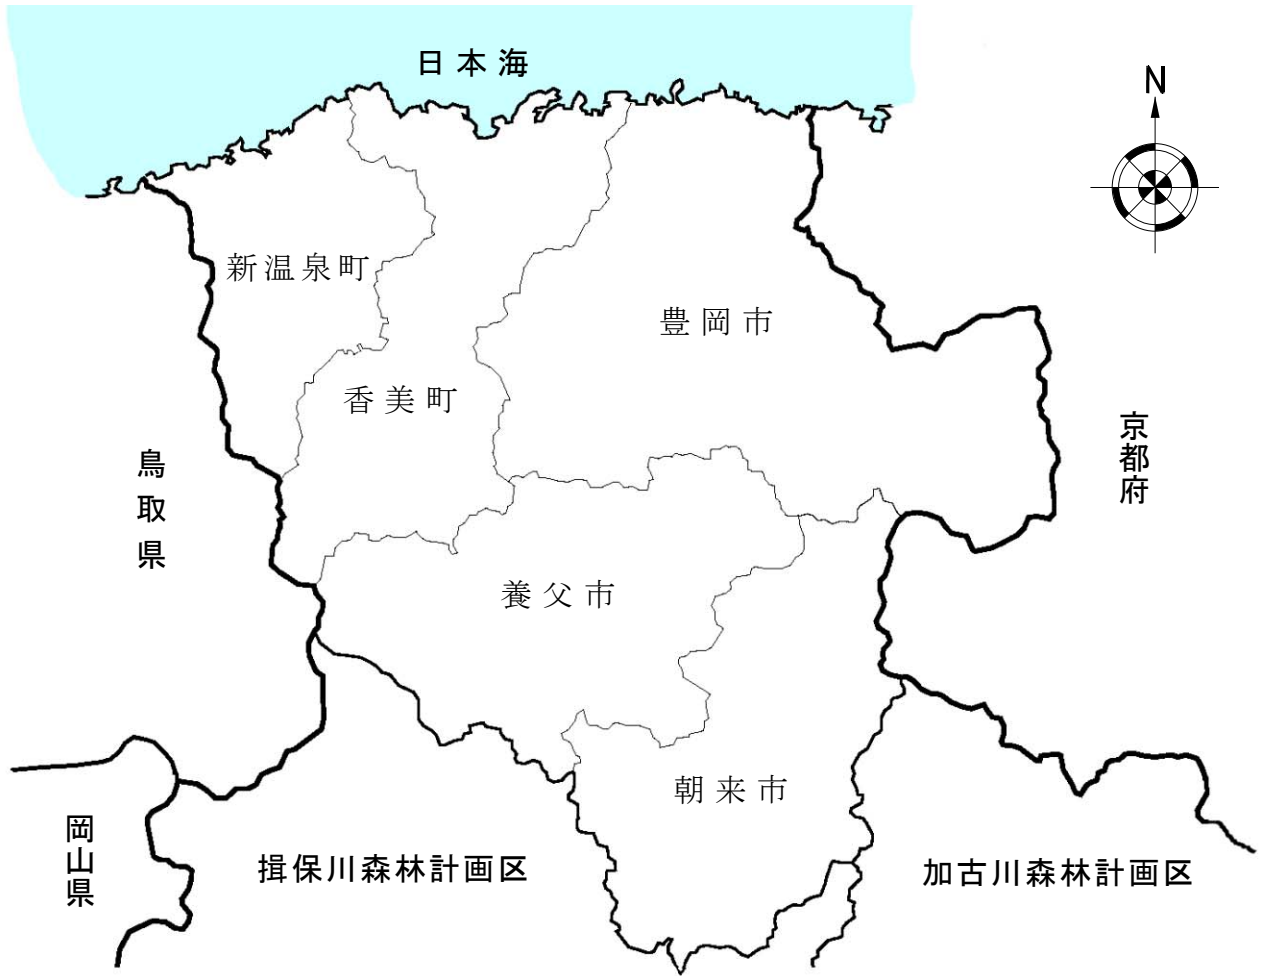 日本海
N
新温泉町
豊岡市
香美町
京都府
鳥取県
養父市
朝来市
岡山県
揖保川森林計画区
加古川森林計画区